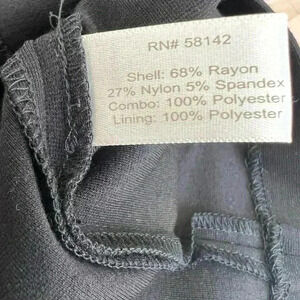 RN# 58142
Shell: 68% Rayon
27% Nylon 5% Spandex
Combo: 100% Polyester
Lining: 100% Polyester